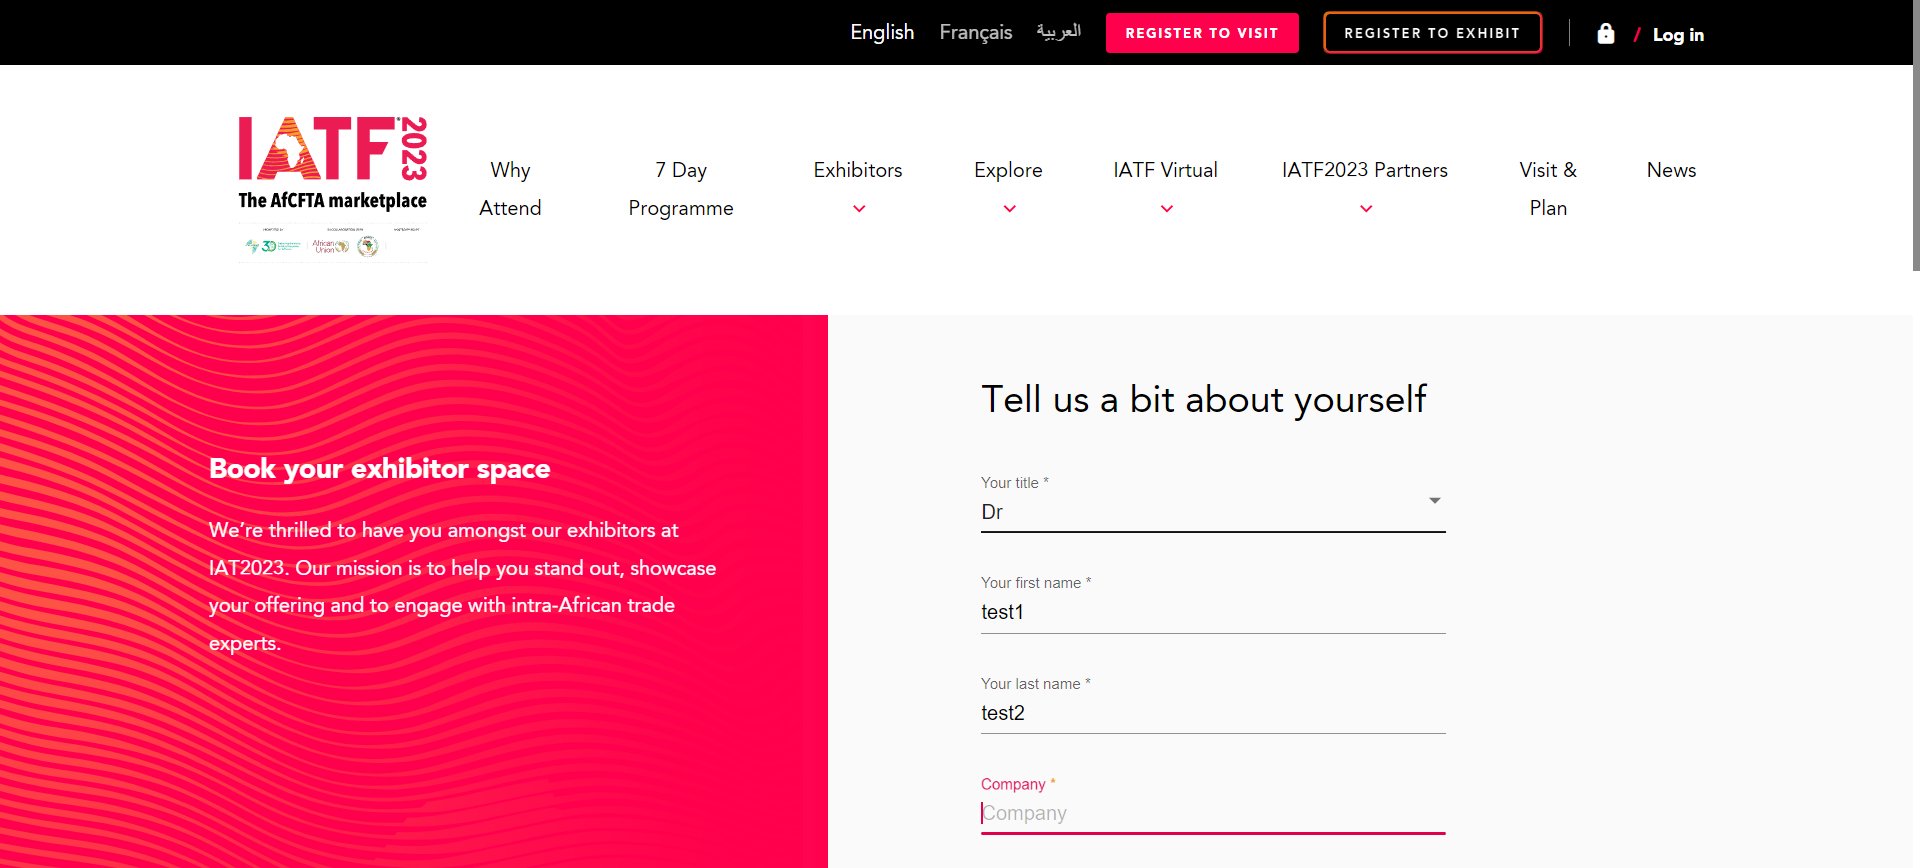 English Français العربية REGISTER TO VISIT REGISTER TO EXHIBIT / Log in
IATF 2023
The AfCFTA marketplace
African
Union
Why
Attend
7 Day
Programme
Exhibitors
Explore
IATF Virtual
IATF2023 Partners
Visit &
Plan
News
Book your exhibitor space
We’re thrilled to have you amongst our exhibitors at
IAT2023. Our mission is to help you stand out, showcase
your offering and to engage with intra-African trade
experts.
Tell us a bit about yourself
Your title *
Dr
Your first name *
test1
Your last name *
test2
Company *
Company